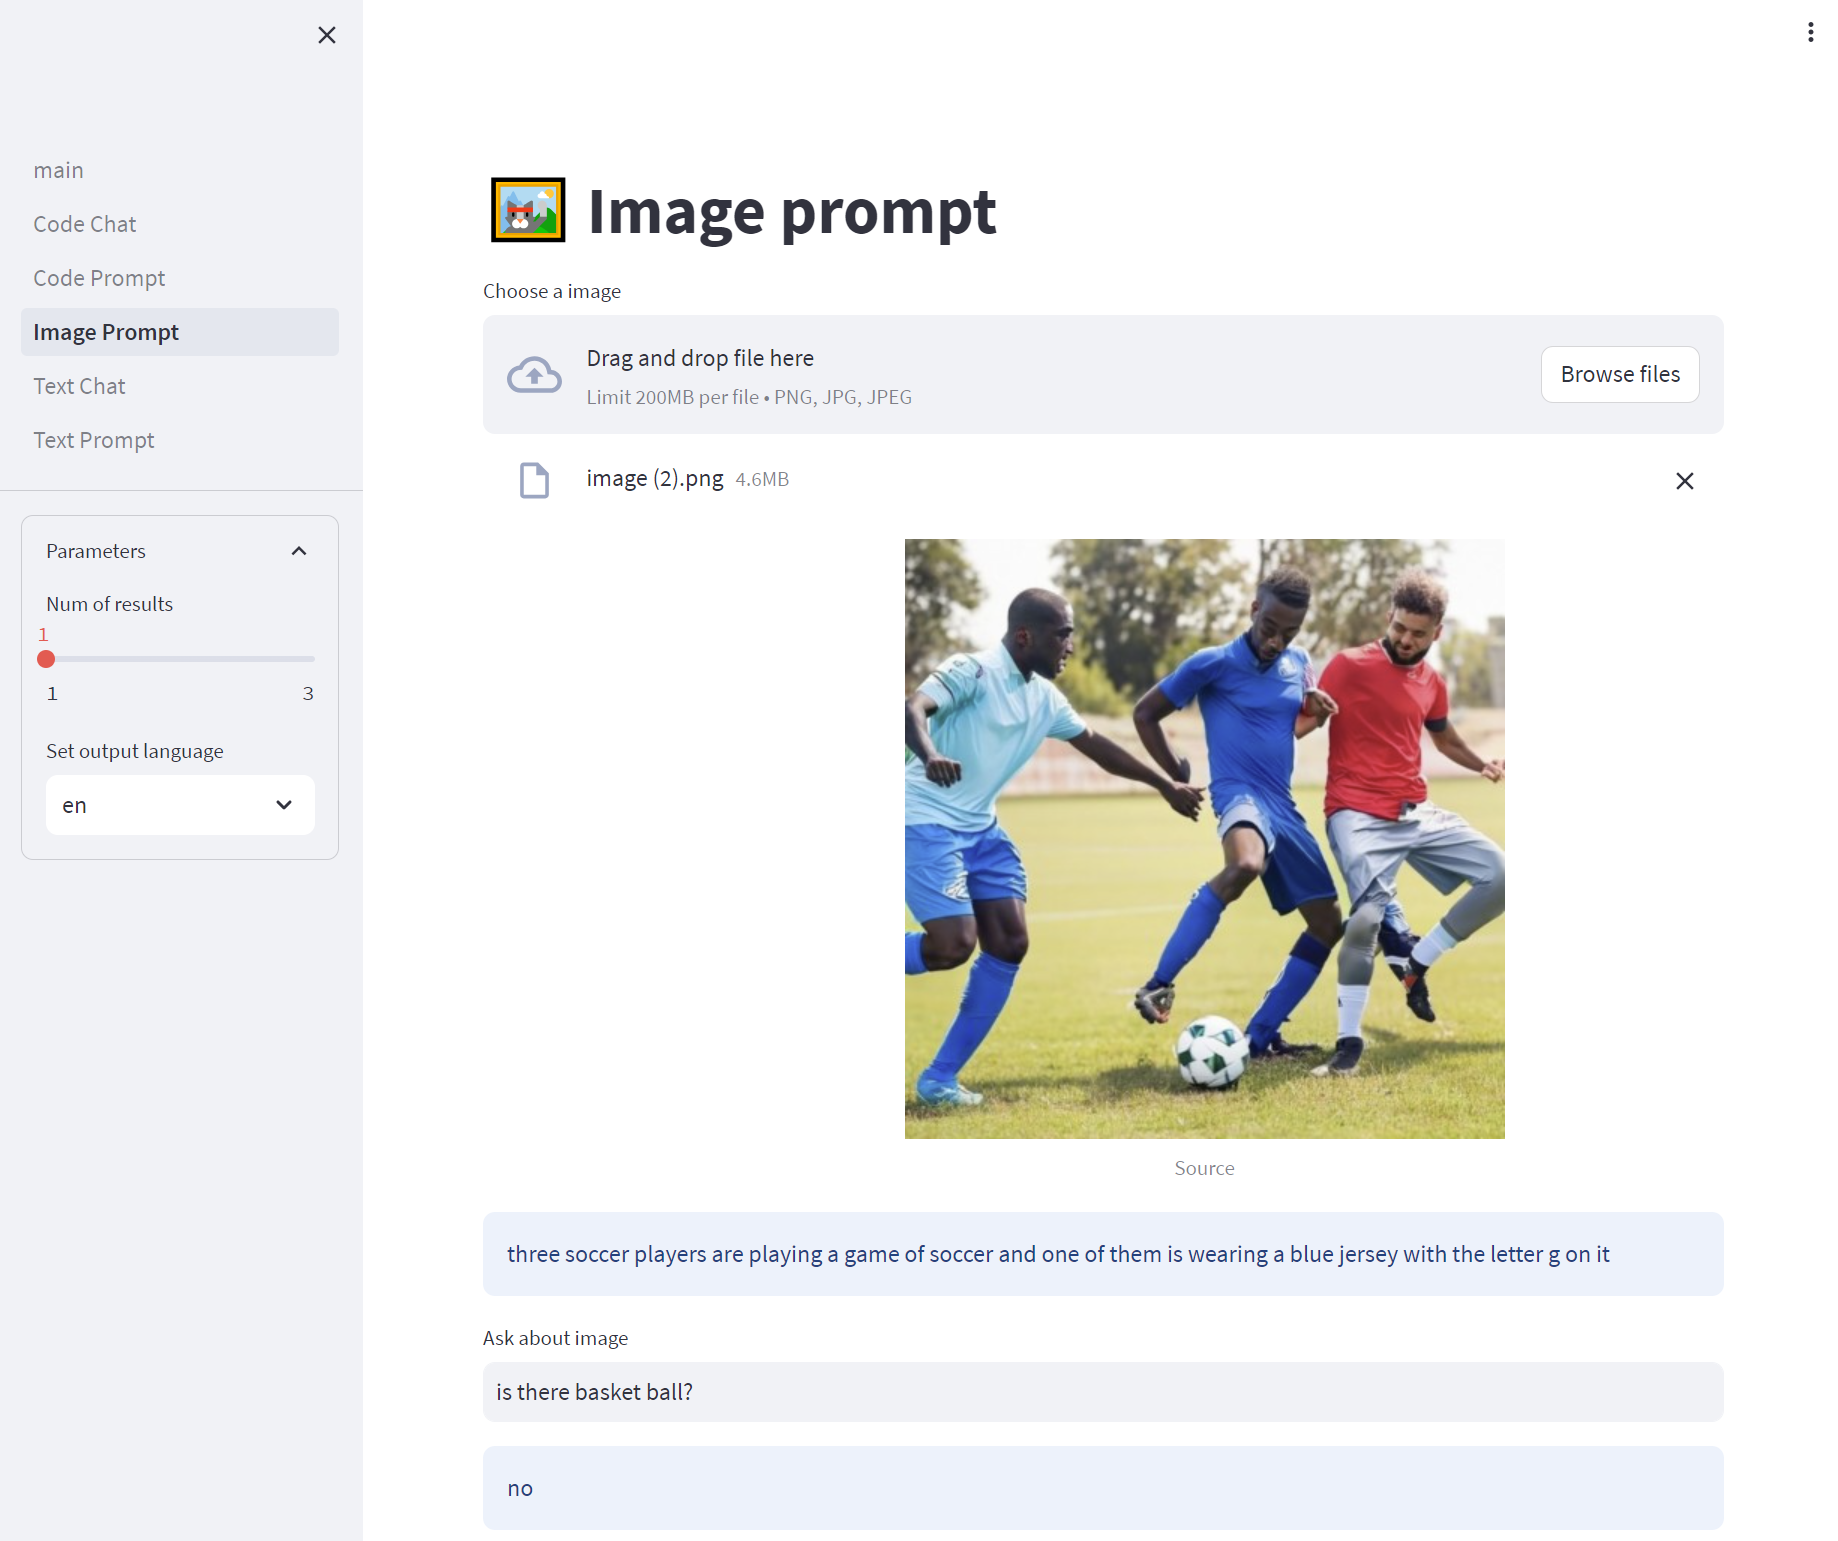 main
Code Chat
Code Prompt
Image Prompt
Text Chat
Text Prompt
Parameters
Num of results
1
1 3
Set output language
en
Image prompt
Choose a image
Drag and drop file here
Limit 200MB per file • PNG, JPG, JPEG
Browse files
image (2).png 4.6MB
Source
three soccer players are playing a game of soccer and one of them is wearing a blue jersey with the letter g on it
Ask about image
is there basket ball?
no